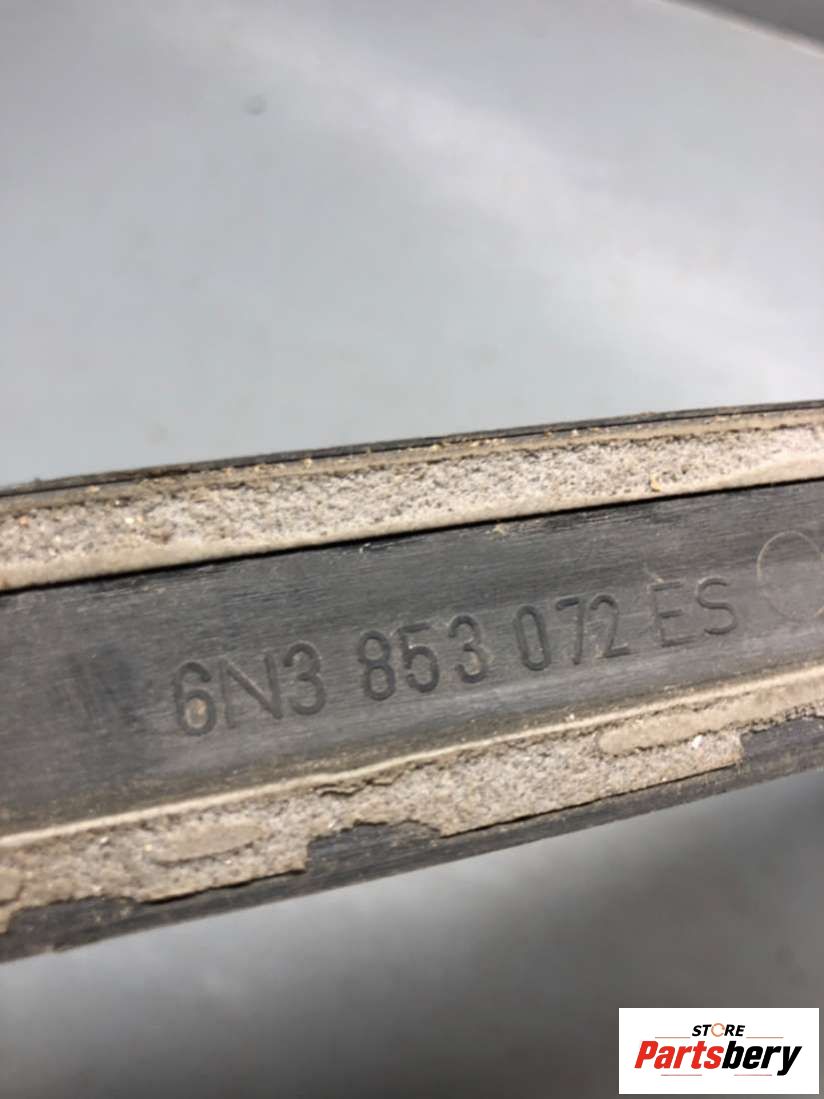 6N3 853 072 ES
STORE
Partsbery